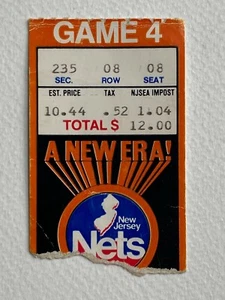 GAME 4
235 08 08
SEC. ROW SEAT
EST. PRICE TAX NJSEA IMPOST
10.44 .52 1.04
TOTAL $ 12.00
A NEW ERA!
New
Jersey
Nets